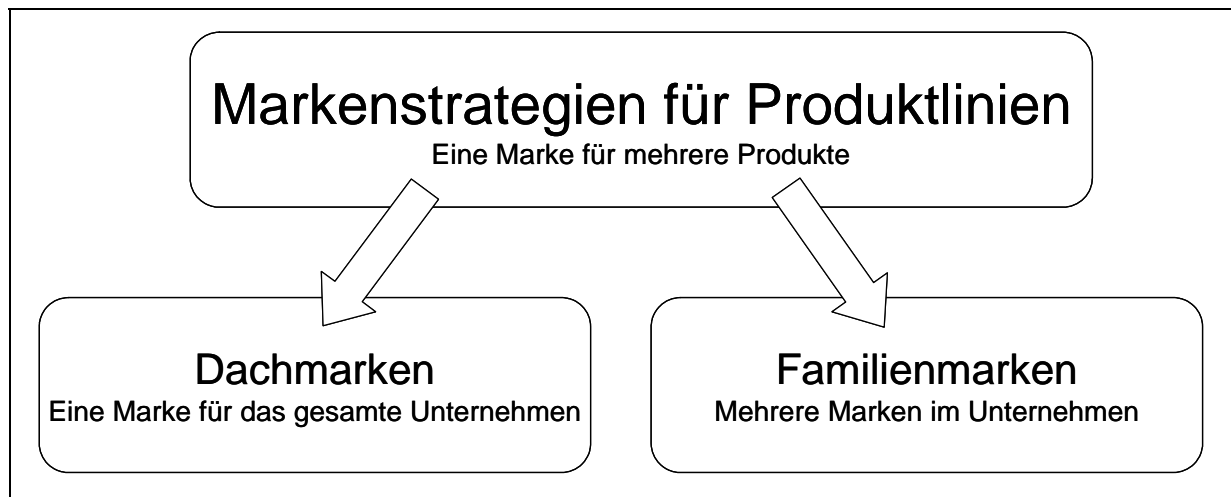 Markenstrategien für Produktlinien
Eine Marke für mehrere Produkte
Dachmarken
Eine Marke für das gesamte Unternehmen
Familienmarken
Mehrere Marken im Unternehmen